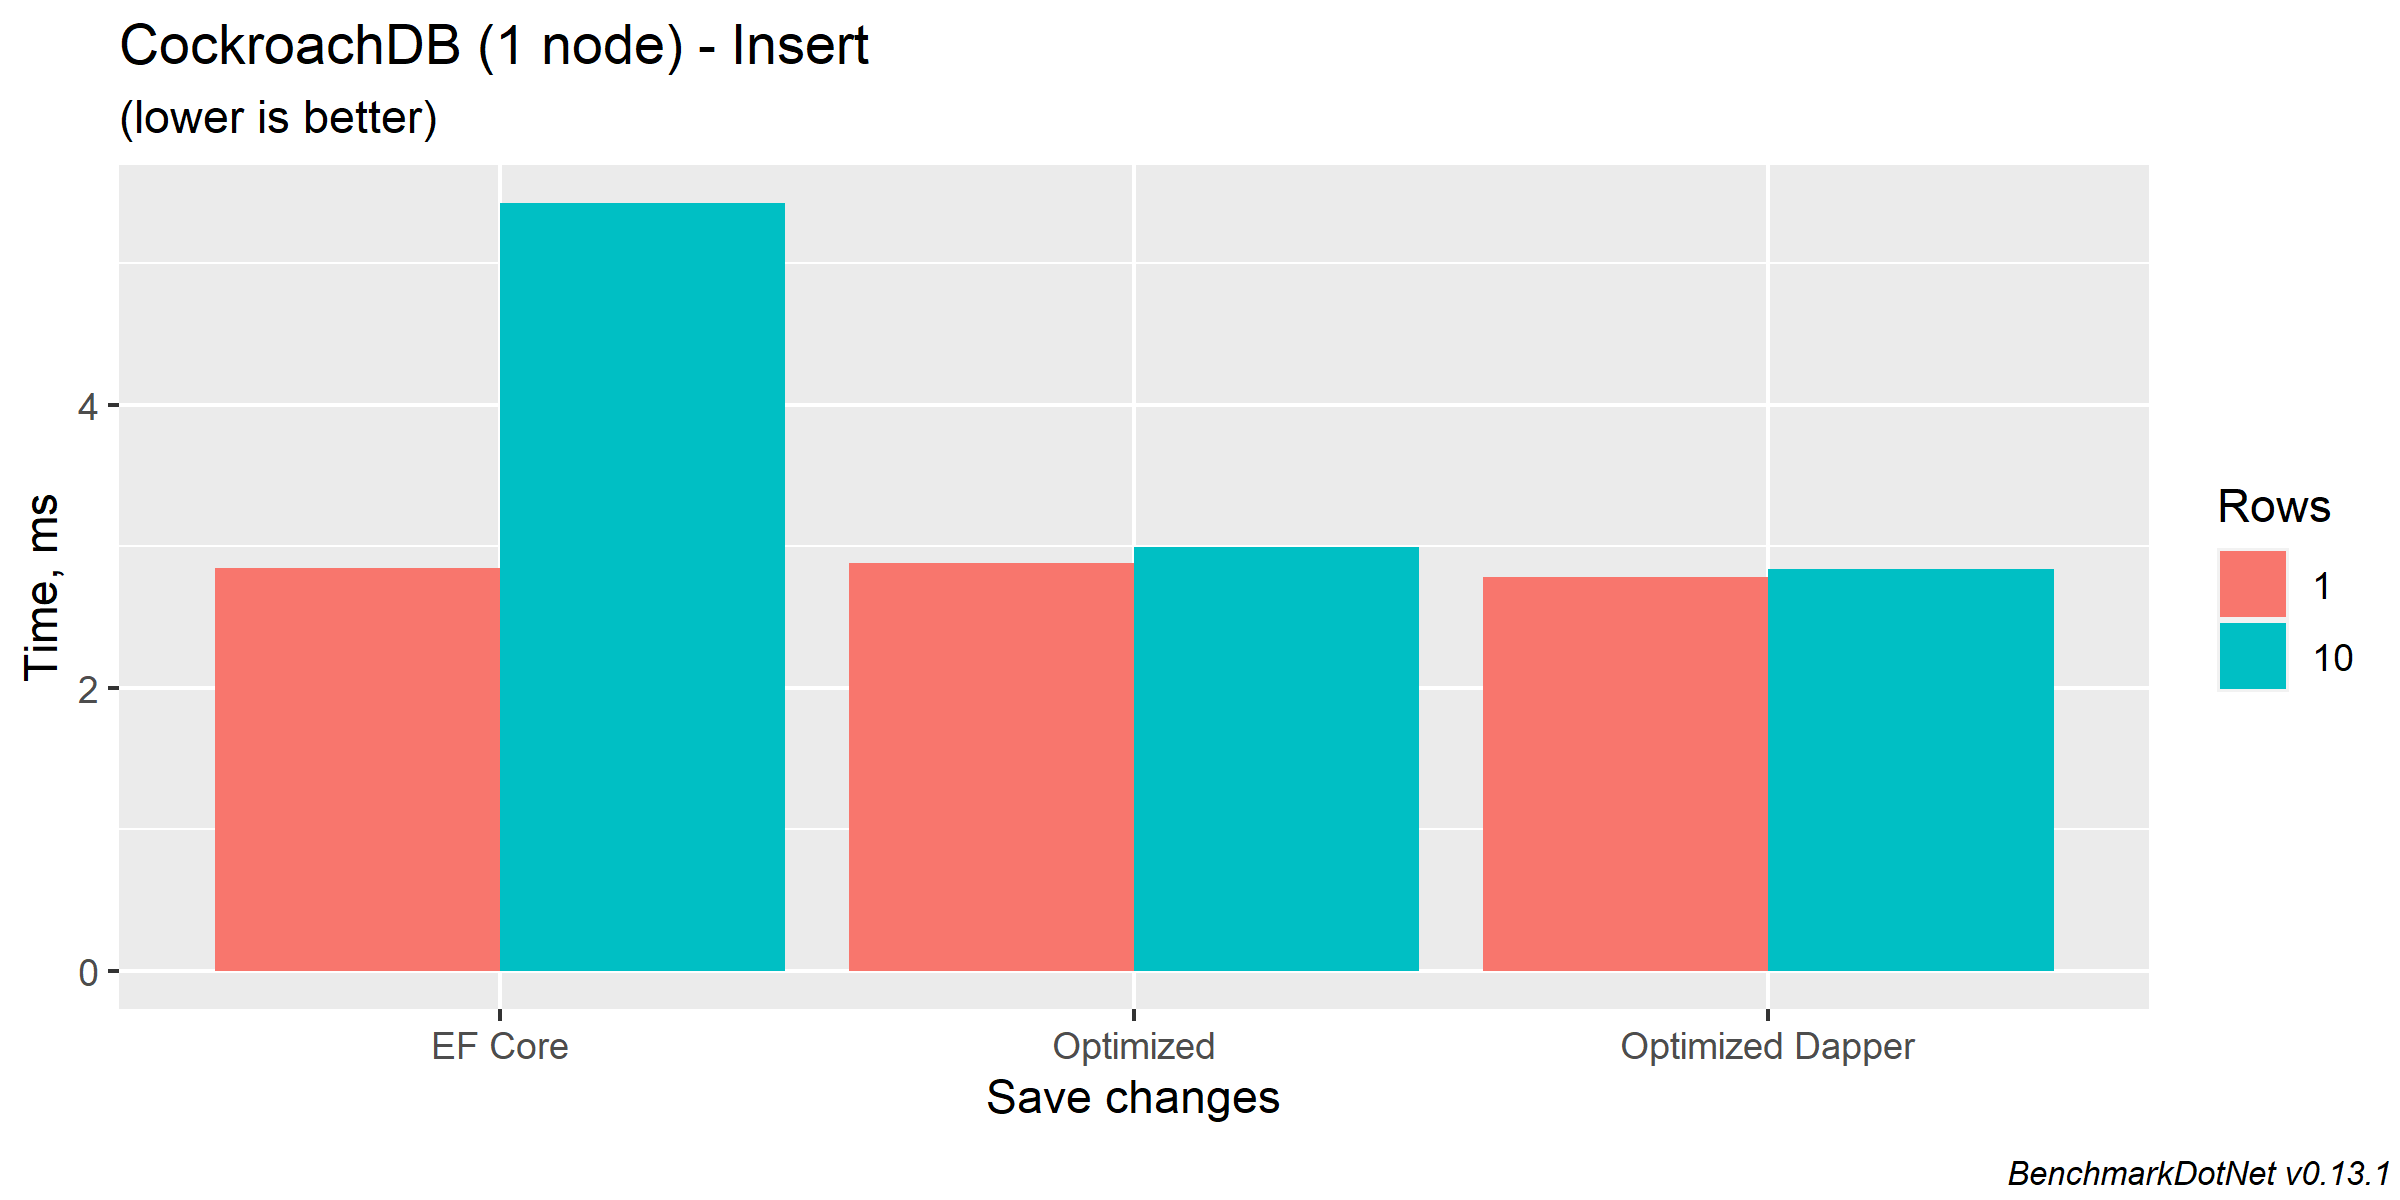 CockroachDB (1 node) - Insert
(lower is better)
Time, ms
4
2
0
EF Core
Optimized
Optimized Dapper
Save changes
Rows
1
10
BenchmarkDotNet v0.13.1